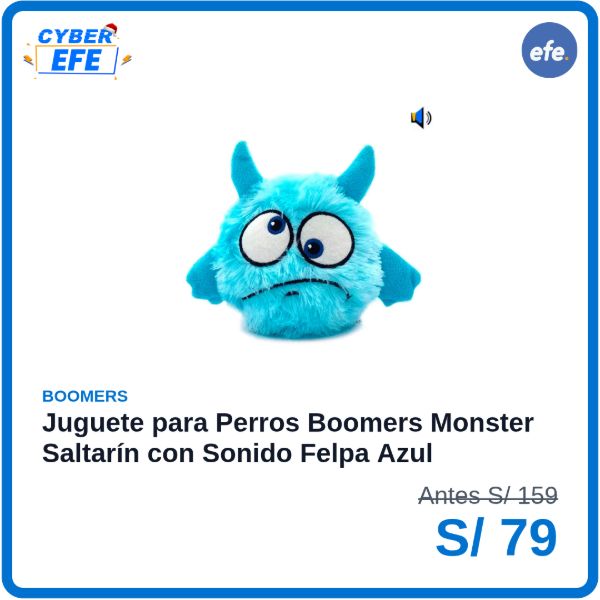 CYBER
EFE
efe.
BOOMERS
Juguete para Perros Boomers Monster
Saltarín con Sonido Felpa Azul
Antes S/ 159
S/ 79